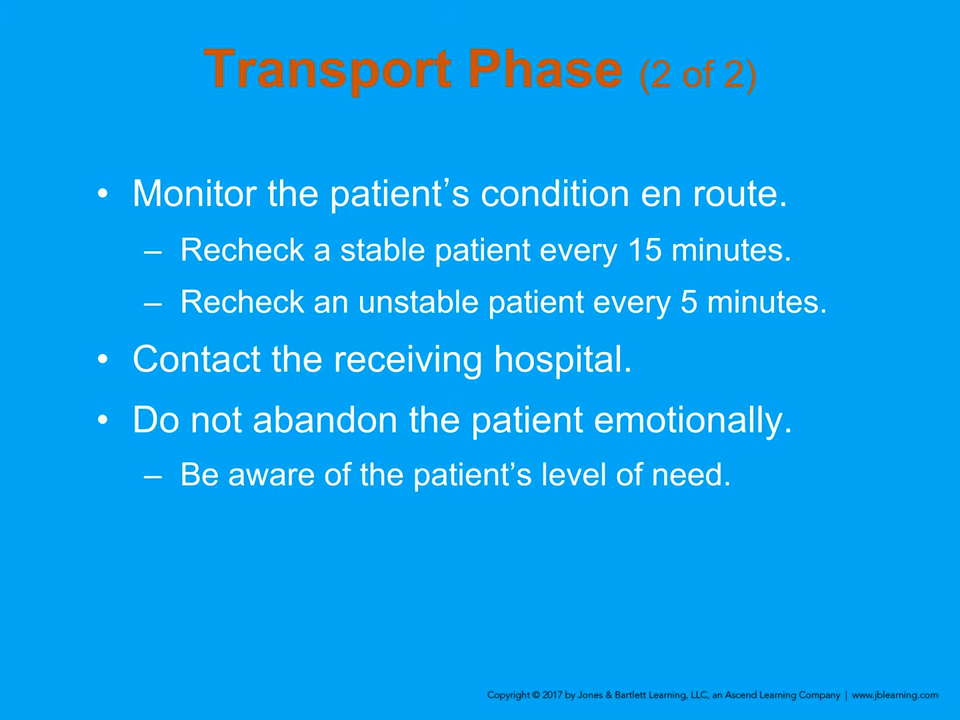 Transport Phase (2 of 2)
• Monitor the patient’s condition en route.
– Recheck a stable patient every 15 minutes.
– Recheck an unstable patient every 5 minutes.
• Contact the receiving hospital.
• Do not abandon the patient emotionally.
– Be aware of the patient’s level of need.
Copyright © 2017 by Jones & Bartlett Learning, LLC, an Ascend Learning Company | www.jblearning.com